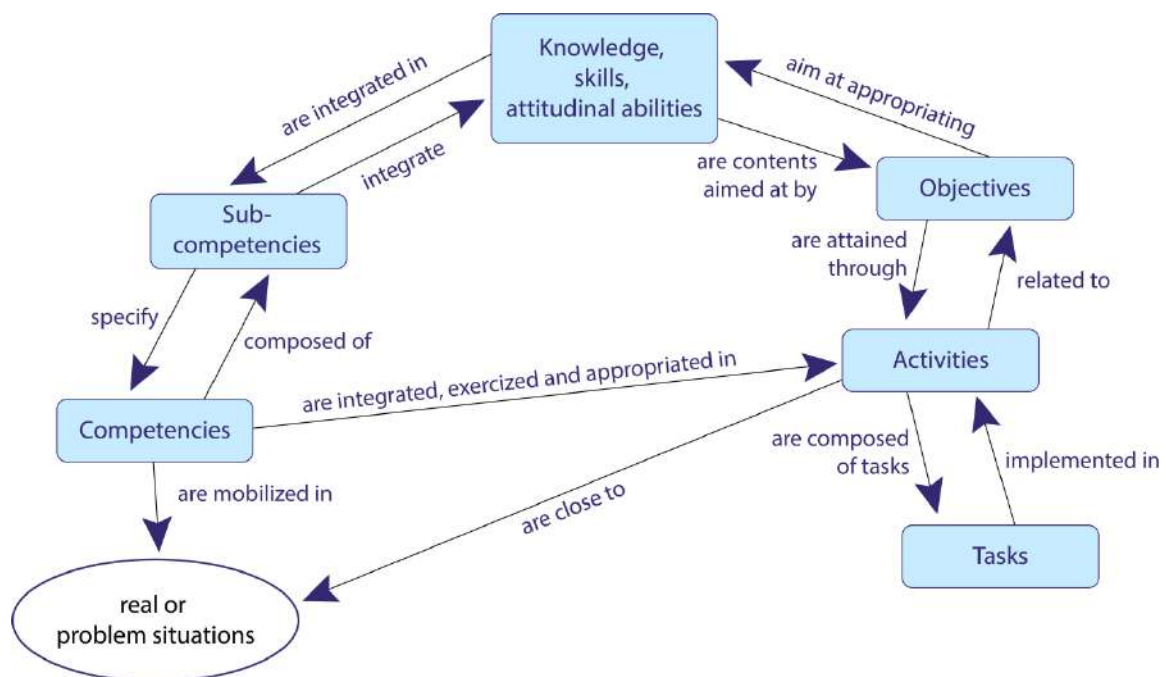 Knowledge,
skills,
attitudinal abilities
are integrated in
aim at appropriating
integrate
are contents
aimed at by
Objectives
Sub-
competencies
are attained
through
related to
specify
composed of
Activities
are integrated, exercized and appropriated in
Competencies
are composed
of tasks
implemented in
are mobilized in
are close to
Tasks
real or
problem situations